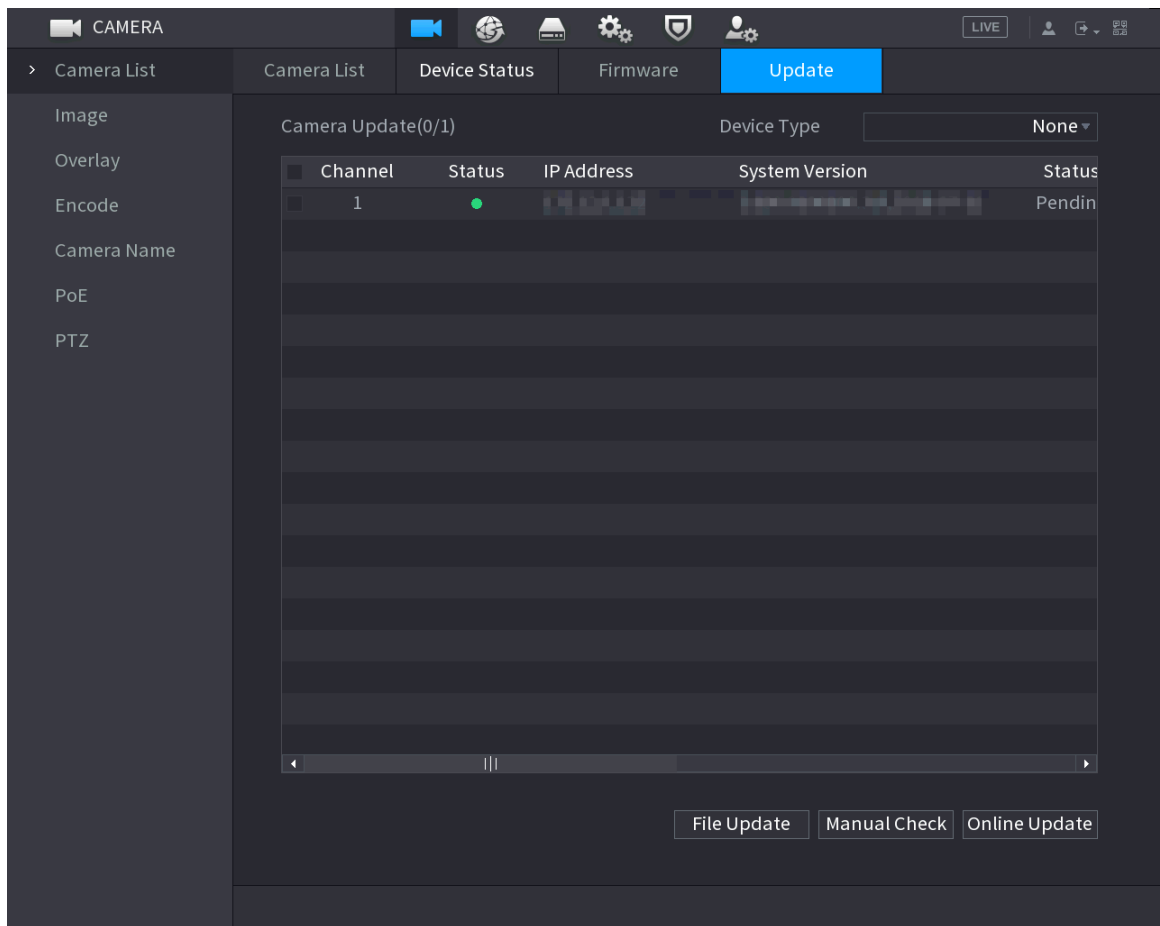 CAMERA
LIVE
Camera List
Image
Overlay
Encode
Camera Name
PoE
PTZ
Camera List Device Status Firmware Update
Camera Update(0/1) Device Type None
Channel Status IP Address System Version Status
1 Pendin
File Update Manual Check Online Update